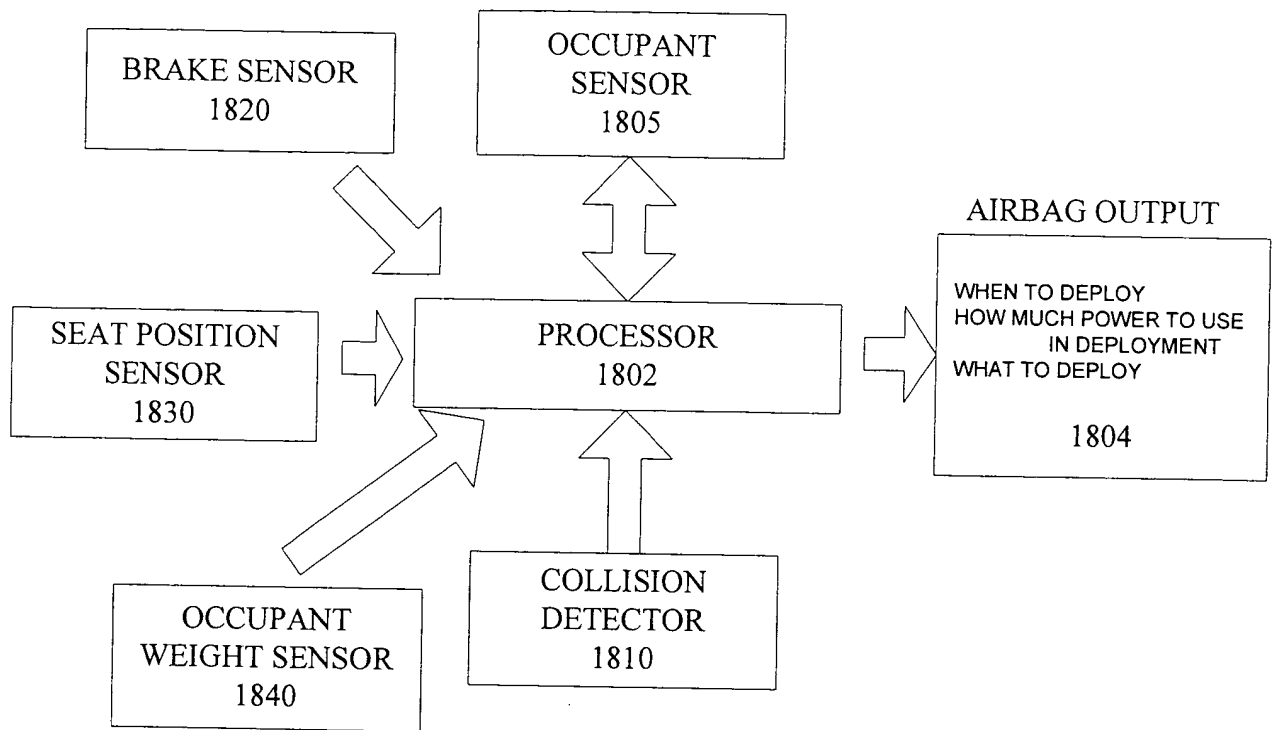 BRAKE SENSOR
1820
OCCUPANT
SENSOR
1805
AIRBAG OUTPUT
WHEN TO DEPLOY
HOW MUCH POWER TO USE
IN DEPLOYMENT
WHAT TO DEPLOY
1804
SEAT POSITION
SENSOR
1830
PROCESSOR
1802
OCCUPANT
WEIGHT SENSOR
1840
COLLISION
DETECTOR
1810